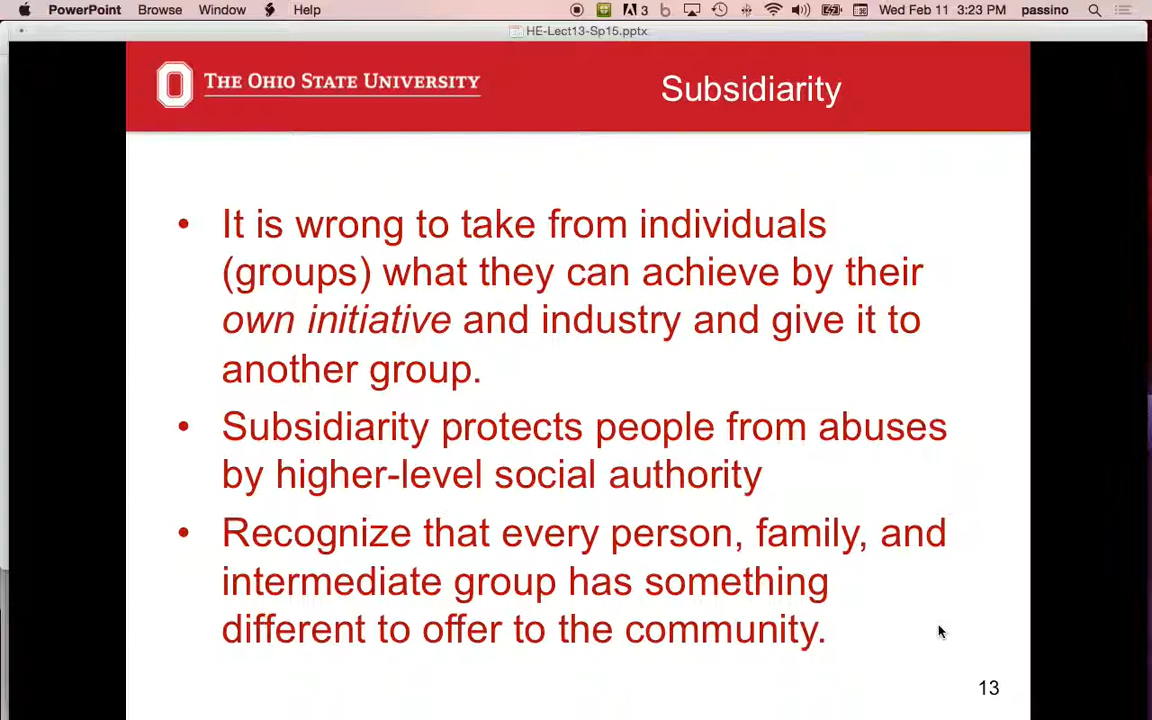 PowerPoint Browse Window Help 3 Wed Feb 11 3:23 PM passino
HE-Lect13-Sp15.pptx
THE OHIO STATE UNIVERSITY
Subsidiarity
• It is wrong to take from individuals
(groups) what they can achieve by their
own initiative and industry and give it to
another group.
• Subsidiarity protects people from abuses
by higher-level social authority
• Recognize that every person, family, and
intermediate group has something
different to offer to the community.
13